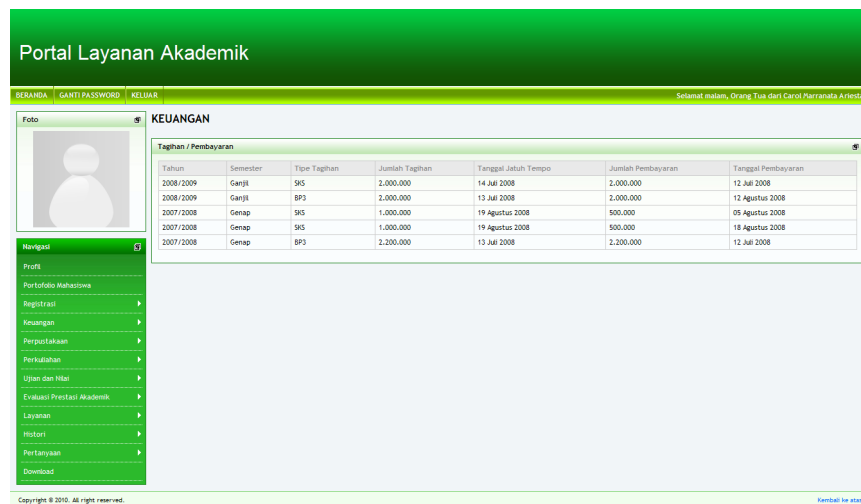 Portal Layanan Akademik
BERANDA GANTI PASSWORD KELUAR Selamat malam, Orang Tua dari Carol Marranata Ariesta
Foto
KEUANGAN
Tagihan / Pembayaran
Tahun Semester Tipe Tagihan Jumlah Tagihan Tanggal Jatuh Tempo Jumlah Pembayaran Tanggal Pembayaran
2008/2009 Ganjil SKS 2.000.000 14 Juli 2008 2.000.000 12 Juli 2008
2008/2009 Ganjil BP3 2.000.000 13 Juli 2008 2.000.000 12 Agustus 2008
2007/2008 Genap SKS 1.000.000 19 Agustus 2008 500.000 05 Agustus 2008
2007/2008 Genap SKS 1.000.000 19 Agustus 2008 500.000 18 Agustus 2008
2007/2008 Genap BP3 2.200.000 13 Juli 2008 2.200.000 12 Juli 2008
Navigasi
Profil
Portofolio Mahasiswa
Registrasi
Keuangan
Perpustakaan
Perkuliahan
Ujian dan Nilai
Evaluasi Prestasi Akademik
Layanan
Histori
Pertanyaan
Download
Copyright © 2010. All right reserved. Kembali ke atas